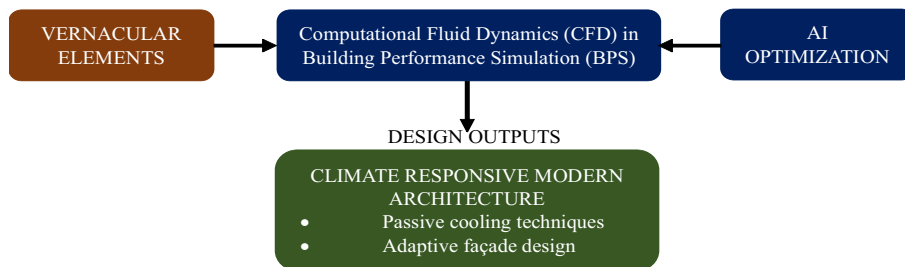 VERNACULAR
ELEMENTS
Computational Fluid Dynamics (CFD) in
Building Performance Simulation (BPS)
AI
OPTIMIZATION
DESIGN OUTPUTS
CLIMATE RESPONSIVE MODERN
ARCHITECTURE
• Passive cooling techniques
• Adaptive façade design